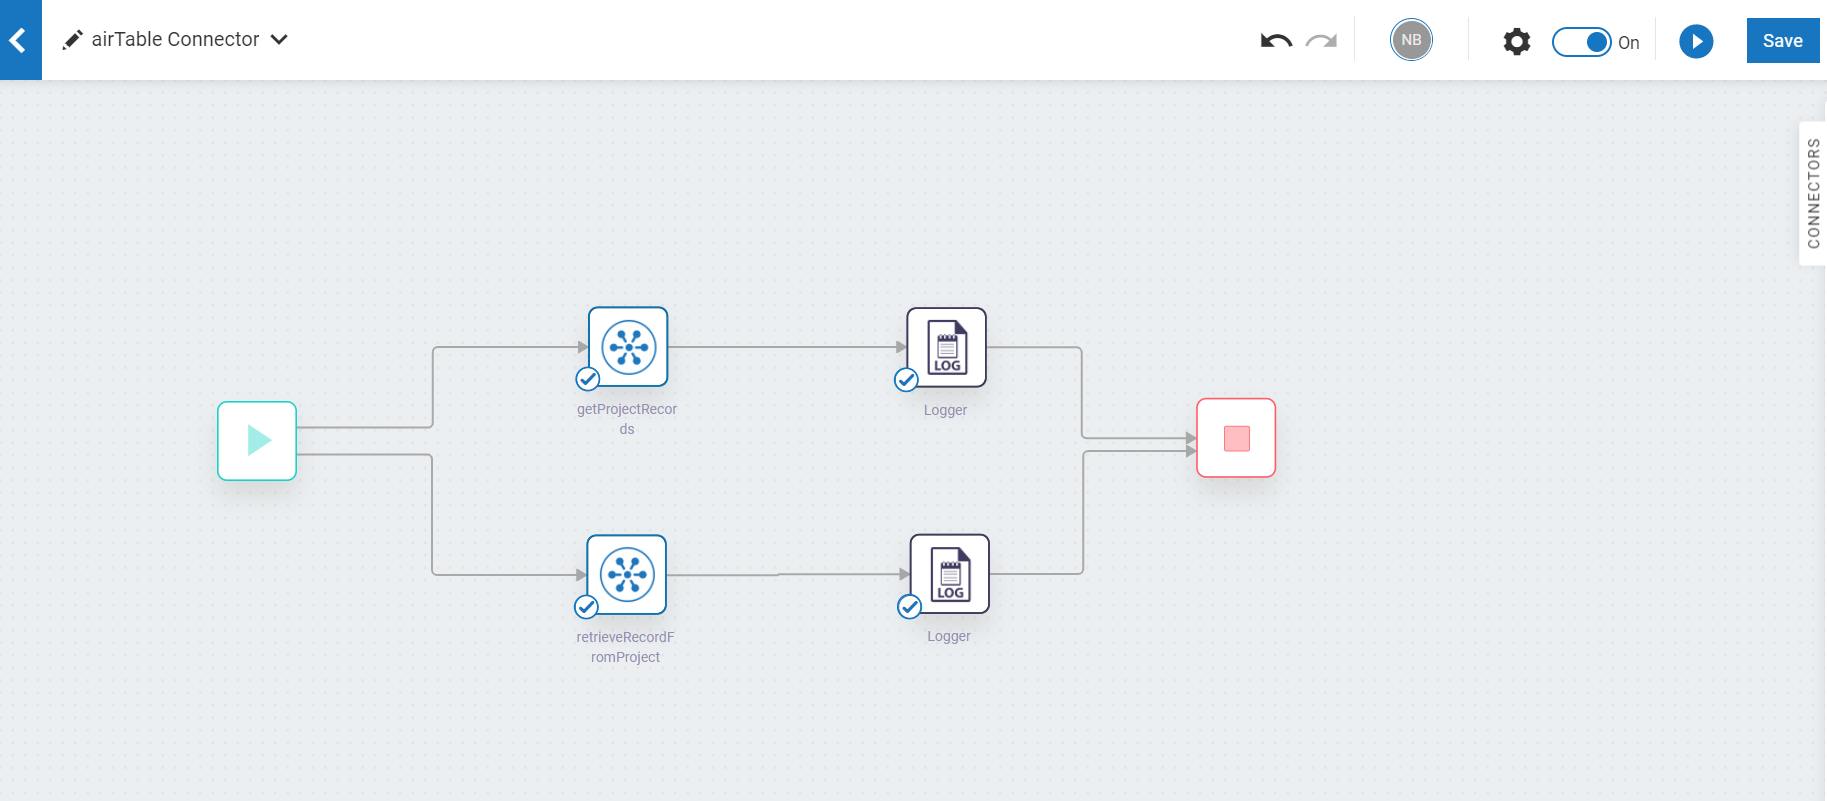 airTable Connector
NB
On
Save
CONNECTORS
LOG
getProjectRecor
ds
Logger
LOG
retrieveRecordF
romProject
Logger